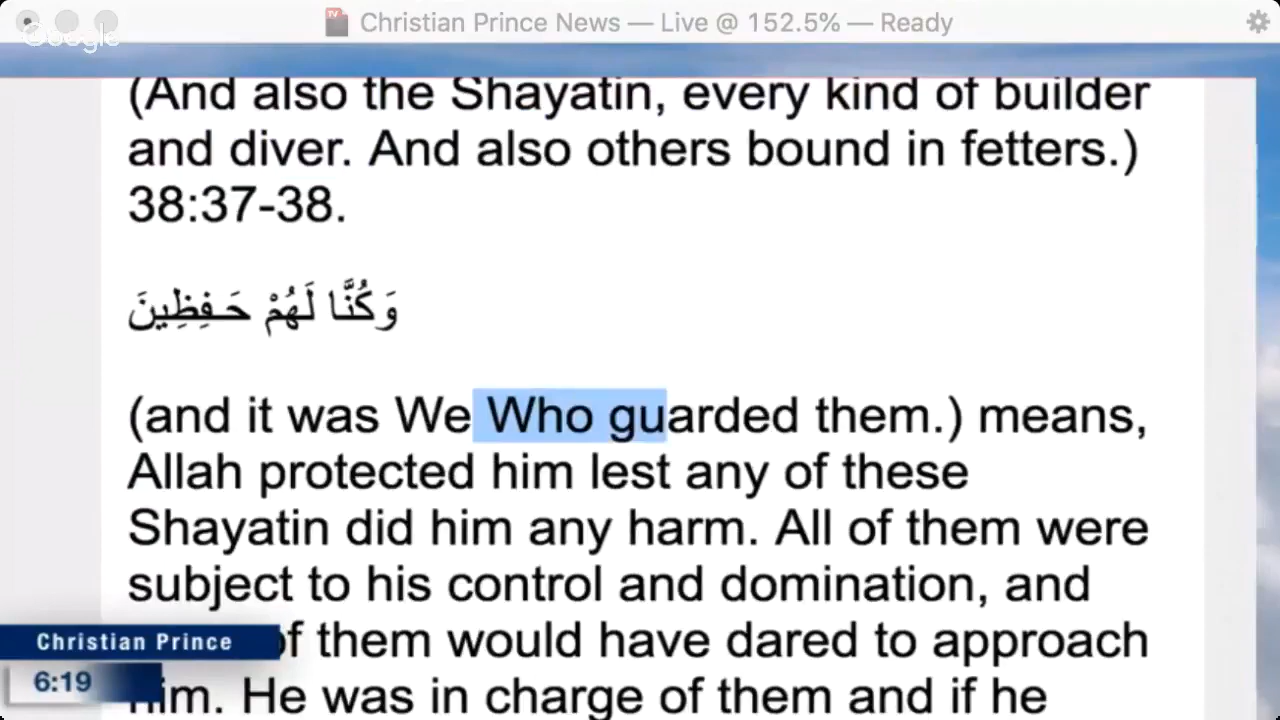 Christian Prince News — Live @ 152.5% — Ready
Google
(And also the Shayatin, every kind of builder
and diver. And also others bound in fetters.)
38:37-38.
وَكُنَّا لَهُمْ حَـفِظِينَ
(and it was We Who guarded them.) means,
Allah protected him lest any of these
Shayatin did him any harm. All of them were
subject to his control and domination, and
of them would have dared to approach
him. He was in charge of them and if he
Christian Prince
6:19